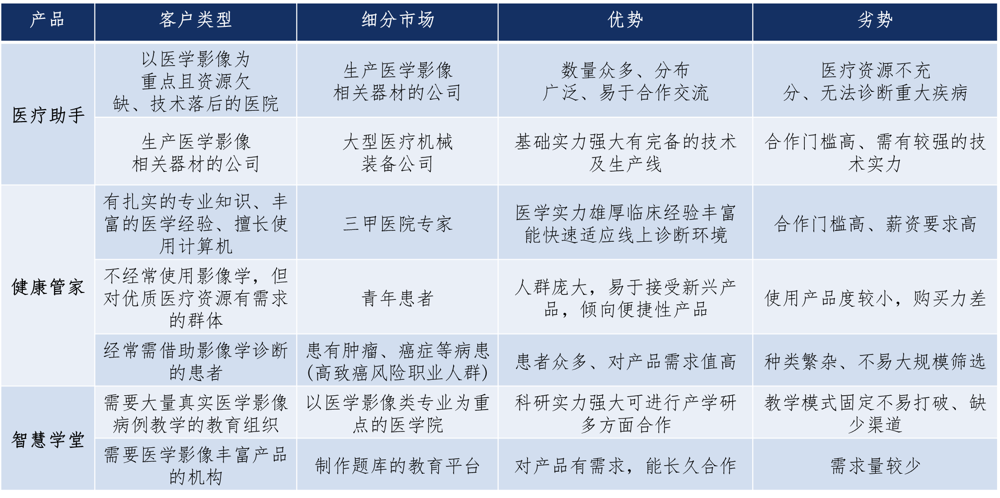 产品
客户类型
细分市场
优势
劣势
医疗助手
以医学影像为
重点且资源欠
缺、技术落后的医院
生产医学影像
相关器材的公司
数量众多、分布
广泛、易于合作交流
医疗资源不充
分、无法诊断重大疾病
生产医学影像
相关器材的公司
大型医疗机械
装备公司
基础实力强大有完备的技术
及生产线
合作门槛高、需有较强的技
术实力
健康管家
有扎实的专业知识、丰
富的医学经验、擅长使
用计算机
三甲医院专家
医学实力雄厚临床经验丰富
能快速适应线上诊断环境
合作门槛高、薪资要求高
不经常使用影像学，但
对优质医疗资源有需求
的群体
青年患者
人群庞大，易于接受新兴产
品，倾向便捷性产品
使用产品度较小，购买力差
经常需借助影像学诊断
的患者
患有肿瘤、癌症等病患
(高致癌风险职业人群)
患者众多、对产品需求值高
种类繁杂、不易大规模筛选
智慧学堂
需要大量真实医学影像
病例教学的教育组织
以医学影像类专业为重
点的医学院
科研实力强大可进行产学研
多方面合作
教学模式固定不易打破、缺
少渠道
需要医学影像丰富产品
的机构
制作题库的教育平台
对产品有需求，能长久合作
需求量较少